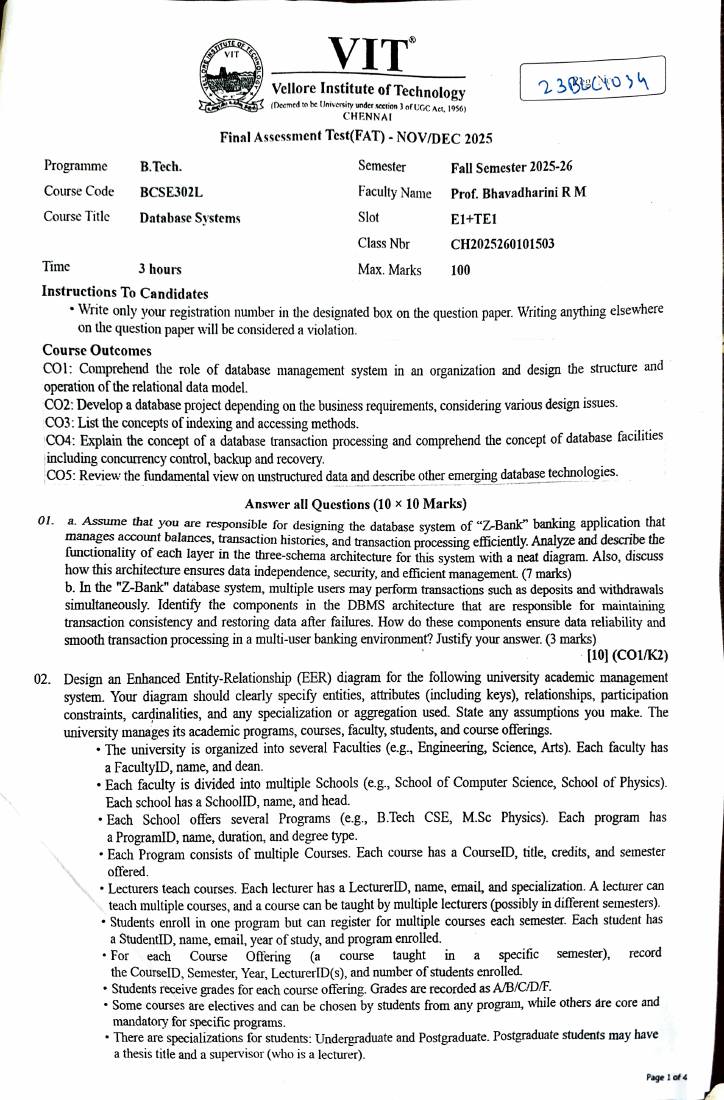 VIT®
Vellore Institute of Technology
(Deemed to be University under section 3 of UGC Act, 1956)
CHENNAI
Final Assessment Test(FAT) - NOV/DEC 2025
Programme B.Tech. Semester Fall Semester 2025-26
Course Code BCSE302L Faculty Name Prof. Bhavadharini R M
Course Title Database Systems Slot E1+TE1
Class Nbr CH2025260101503
Time 3 hours Max. Marks 100
Instructions To Candidates
• Write only your registration number in the designated box on the question paper. Writing anything elsewhere
on the question paper will be considered a violation.
Course Outcomes
CO1: Comprehend the role of database management system in an organization and design the structure and
operation of the relational data model.
CO2: Develop a database project depending on the business requirements, considering various design issues.
CO3: List the concepts of indexing and accessing methods.
CO4: Explain the concept of a database transaction processing and comprehend the concept of database facilities
including concurrency control, backup and recovery.
CO5: Review the fundamental view on unstructured data and describe other emerging database technologies.
Answer all Questions (10 × 10 Marks)
01. a. Assume that you are responsible for designing the database system of “Z-Bank” banking application that
manages account balances, transaction histories, and transaction processing efficiently. Analyze and describe the
functionality of each layer in the three-schema architecture for this system with a neat diagram. Also, discuss
how this architecture ensures data independence, security, and efficient management. (7 marks)
b. In the "Z-Bank" database system, multiple users may perform transactions such as deposits and withdrawals
simultaneously. Identify the components in the DBMS architecture that are responsible for maintaining
transaction consistency and restoring data after failures. How do these components ensure data reliability and
smooth transaction processing in a multi-user banking environment? Justify your answer. (3 marks)
[10] (CO1/K2)
02. Design an Enhanced Entity-Relationship (EER) diagram for the following university academic management
system. Your diagram should clearly specify entities, attributes (including keys), relationships, participation
constraints, cardinalities, and any specialization or aggregation used. State any assumptions you make. The
university manages its academic programs, courses, faculty, students, and course offerings.
• The university is organized into several Faculties (e.g., Engineering, Science, Arts). Each faculty has
a FacultyID, name, and dean.
• Each faculty is divided into multiple Schools (e.g., School of Computer Science, School of Physics).
Each school has a SchoolID, name, and head.
• Each School offers several Programs (e.g., B.Tech CSE, M.Sc Physics). Each program has
a ProgramID, name, duration, and degree type.
• Each Program consists of multiple Courses. Each course has a CourseID, title, credits, and semester
offered.
• Lecturers teach courses. Each lecturer has a LecturerID, name, email, and specialization. A lecturer can
teach multiple courses, and a course can be taught by multiple lecturers (possibly in different semesters).
• Students enroll in one program but can register for multiple courses each semester. Each student has
a StudentID, name, email, year of study, and program enrolled.
• For each Course Offering (a course taught in a specific semester), record
the CourseID, Semester, Year, LecturerID(s), and number of students enrolled.
• Students receive grades for each course offering. Grades are recorded as A/B/C/D/F.
• Some courses are electives and can be chosen by students from any program, while others are core and
mandatory for specific programs.
• There are specializations for students: Undergraduate and Postgraduate. Postgraduate students may have
a thesis title and a supervisor (who is a lecturer).
Page 1 of 4